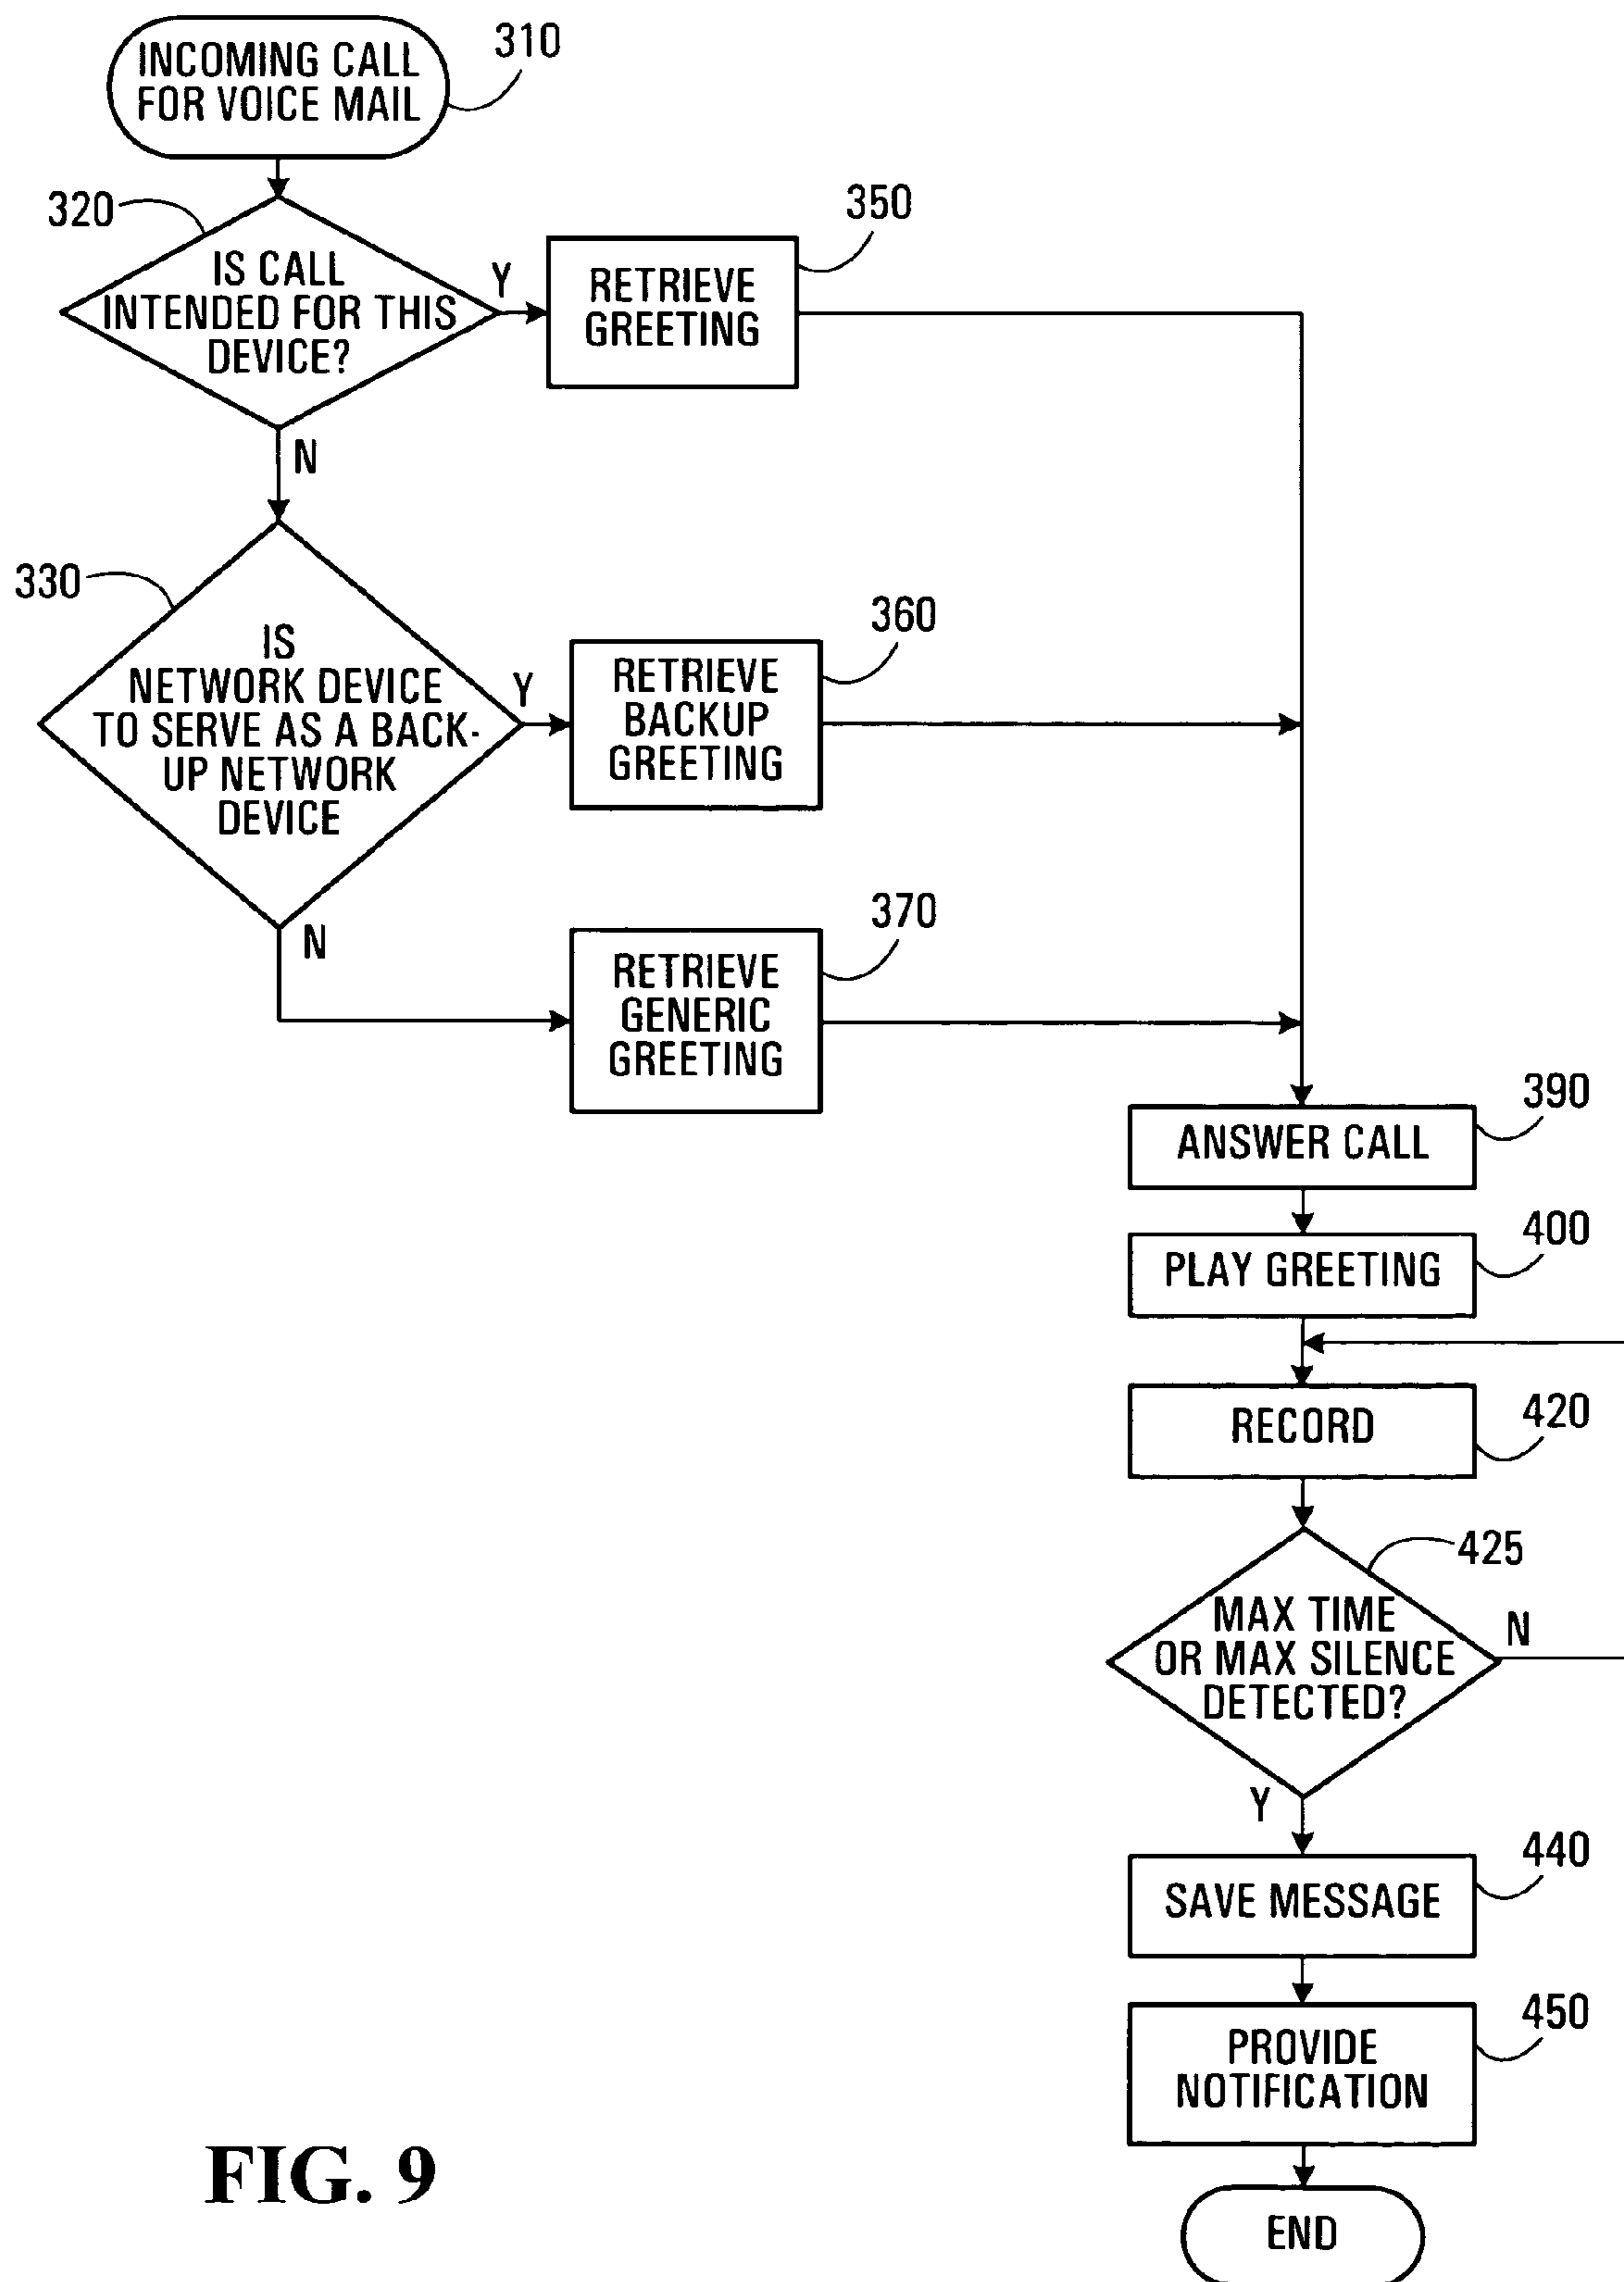 INCOMING CALL
FOR VOICE MAIL
310
320
IS CALL
INTENDED FOR THIS
DEVICE?
Y
N
RETRIEVE
GREETING
350
330
IS
NETWORK DEVICE
TO SERVE AS A BACK-
UP NETWORK
DEVICE
Y
N
RETRIEVE
BACKUP
GREETING
360
RETRIEVE
GENERIC
GREETING
370
ANSWER CALL
390
PLAY GREETING
400
RECORD
420
425
MAX TIME
OR MAX SILENCE
DETECTED?
N
Y
SAVE MESSAGE
440
PROVIDE
NOTIFICATION
450
END
FIG. 9